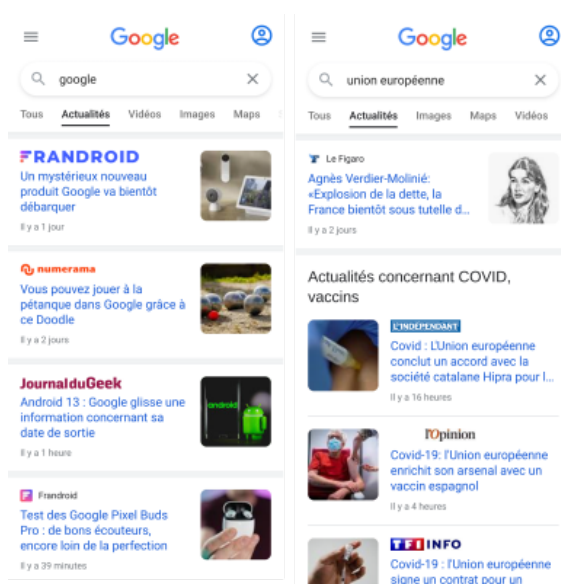 Google
google
Tous Actualités Vidéos Images Maps
FRANDROID
Un mystérieux nouveau
produit Google va bientôt
débarquer
Il y a 1 jour
numerama
Vous pouvez jouer à la
pétanque dans Google grâce à
ce Doodle
Il y a 2 jours
JournalduGeek
Android 13 : Google glisse une
information concernant sa
date de sortie
Il y a 1 heure
android
Frandroid
Test des Google Pixel Buds
Pro : de bons écouteurs,
encore loin de la perfection
Il y a 39 minutes
Google
union européenne
Tous Actualités Images Maps Vidéos
Le Figaro
Agnès Verdier-Molinié:
«Explosion de la dette, la
France bientôt sous tutelle d...
Il y a 2 jours
Actualités concernant COVID,
vaccins
L'INDÉPENDANT
Covid : L'Union européenne
conclut un accord avec la
société catalane Hipra pour l...
Il y a 16 heures
l'Opinion
Covid-19: l'Union européenne
enrichit son arsenal avec un
vaccin espagnol
Il y a 4 heures
TF1 INFO
Covid-19 : l'Union européenne
signe un contrat pour un